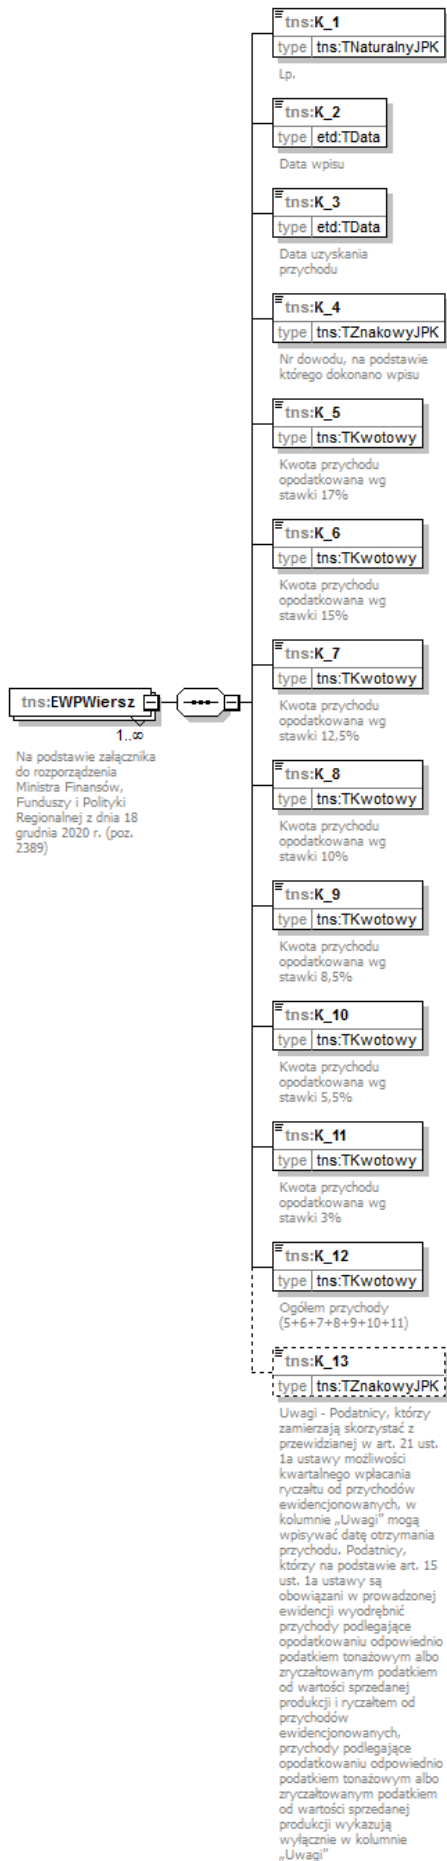 tns:K_1
type tns:TNaturalnyJPK
Lp.
tns:K_2
type etd:TData
Data wpisu
tns:K_3
type etd:TData
Data uzyskania
przychodu
tns:K_4
type tns:TZnakowyJPK
Nr dowodu, na podstawie
którego dokonano wpisu
tns:K_5
type tns:TKwotowy
Kwota przychodu
opodatkowana wg
stawki 17%
tns:K_6
type tns:TKwotowy
Kwota przychodu
opodatkowana wg
stawki 15%
tns:K_7
type tns:TKwotowy
Kwota przychodu
opodatkowana wg
stawki 12,5%
tns:EWPWiersz
1..∞
Na podstawie załącznika
do rozporządzenia
Ministra Finansów,
Funduszy i Polityki
Regionalnej z dnia 18
grudnia 2020 r. (poz.
2389)
tns:K_8
type tns:TKwotowy
Kwota przychodu
opodatkowana wg
stawki 10%
tns:K_9
type tns:TKwotowy
Kwota przychodu
opodatkowana wg
stawki 8,5%
tns:K_10
type tns:TKwotowy
Kwota przychodu
opodatkowana wg
stawki 5,5%
tns:K_11
type tns:TKwotowy
Kwota przychodu
opodatkowana wg
stawki 3%
tns:K_12
type tns:TKwotowy
Ogółem przychody
(5+6+7+8+9+10+11)
tns:K_13
type tns:TZnakowyJPK
Uwagi - Podatnicy, którzy
zamierzają skorzystać z
przewidzianej w art. 21 ust.
1a ustawy możliwości
kwartalnego wpłacania
ryczałtu od przychodów
ewidencjonowanych, w
kolumnie „Uwagi” mogą
wpisywać datę otrzymania
przychodu. Podatnicy,
którzy na podstawie art. 15
ust. 1a ustawy są
obowiązani w prowadzonej
ewidencji wyodrębnić
przychody podlegające
opodatkowaniu odpowiednio
podatkiem tonażowym albo
zryczałtowanym podatkiem
od wartości sprzedanej
produkcji i ryczałtem od
przychodów
ewidencjonowanych,
przychody podlegające
opodatkowaniu odpowiednio
podatkiem tonażowym albo
zryczałtowanym podatkiem
od wartości sprzedanej
produkcji wykazują
wyłącznie w kolumnie
„Uwagi”